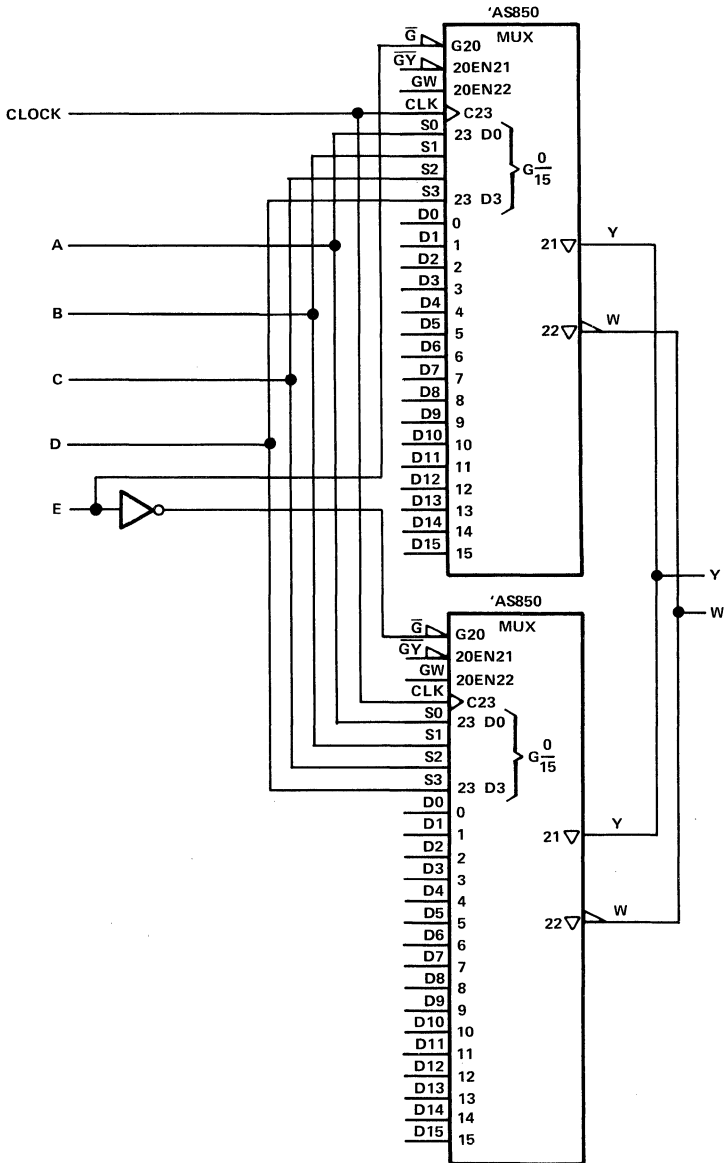 'AS850
MUX
G
G20
GY
20EN21
GW
20EN22
CLOCK
CLK
C23
S0
23 D0
S1
G 0/15
S2
S3
23 D3
D0
0
A
D1
1
21
Y
D2
2
D3
3
B
D4
4
D5
5
22
W
D6
6
C
D7
7
D8
8
D9
9
D
D10
10
D11
11
D12
12
E
D13
13
D14
14
D15
15
Y
W
'AS850
MUX
G
G20
GY
20EN21
GW
20EN22
CLK
C23
S0
23 D0
S1
G 0/15
S2
S3
23 D3
D0
0
D1
1
21
Y
D2
2
D3
3
D4
4
D5
5
22
W
D6
6
D7
7
D8
8
D9
9
D10
10
D11
11
D12
12
D13
13
D14
14
D15
15